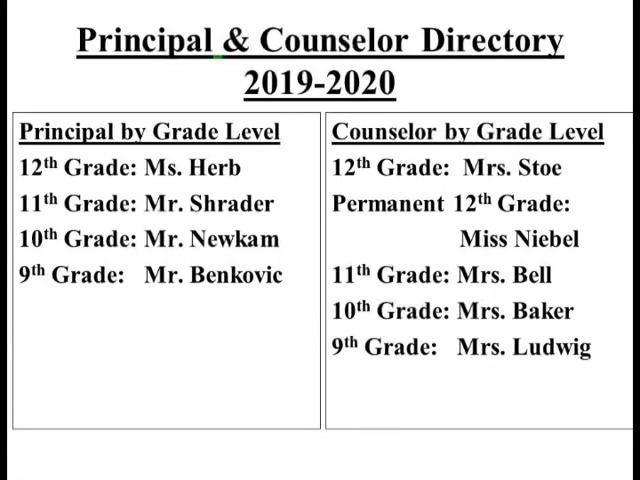 Principal & Counselor Directory
2019-2020
Principal by Grade Level
12th Grade: Ms. Herb
11th Grade: Mr. Shrader
10th Grade: Mr. Newkam
9th Grade: Mr. Benkovic
Counselor by Grade Level
12th Grade: Mrs. Stoe
Permanent 12th Grade:
Miss Niebel
11th Grade: Mrs. Bell
10th Grade: Mrs. Baker
9th Grade: Mrs. Ludwig